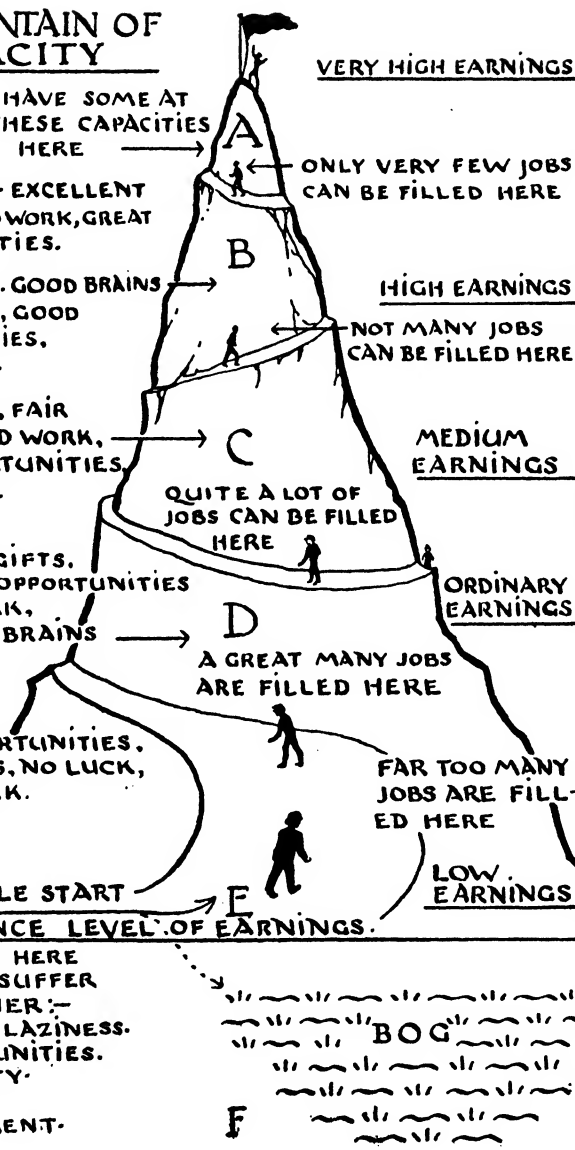 NTAIN OF
ACITY
VERY HIGH EARNINGS
HAVE SOME AT
HESE CAPACITIES
HERE
A
ONLY VERY FEW JOBS
CAN BE FILLED HERE
EXCELLENT
WORK, GREAT
TIES.
B
. GOOD BRAINS
, GOOD
IES.
HIGH EARNINGS
NOT MANY JOBS
CAN BE FILLED HERE
, FAIR
D WORK,
TUNITIES,
C
MEDIUM
EARNINGS
QUITE A LOT OF
JOBS CAN BE FILLED
HERE
GIFTS.
OPPORTUNITIES
K,
BRAINS
ORDINARY
EARNINGS
D
A GREAT MANY JOBS
ARE FILLED HERE
RTUNITIES.
S, NO LUCK,
K.
FAR TOO MANY
JOBS ARE FILL-
ED HERE
LE START
E
LOW
EARNINGS
NCE LEVEL OF EARNINGS.
HERE
SUFFER
ER:–
LAZINESS.
UNITIES.
Y.
ENT.
BOG
F